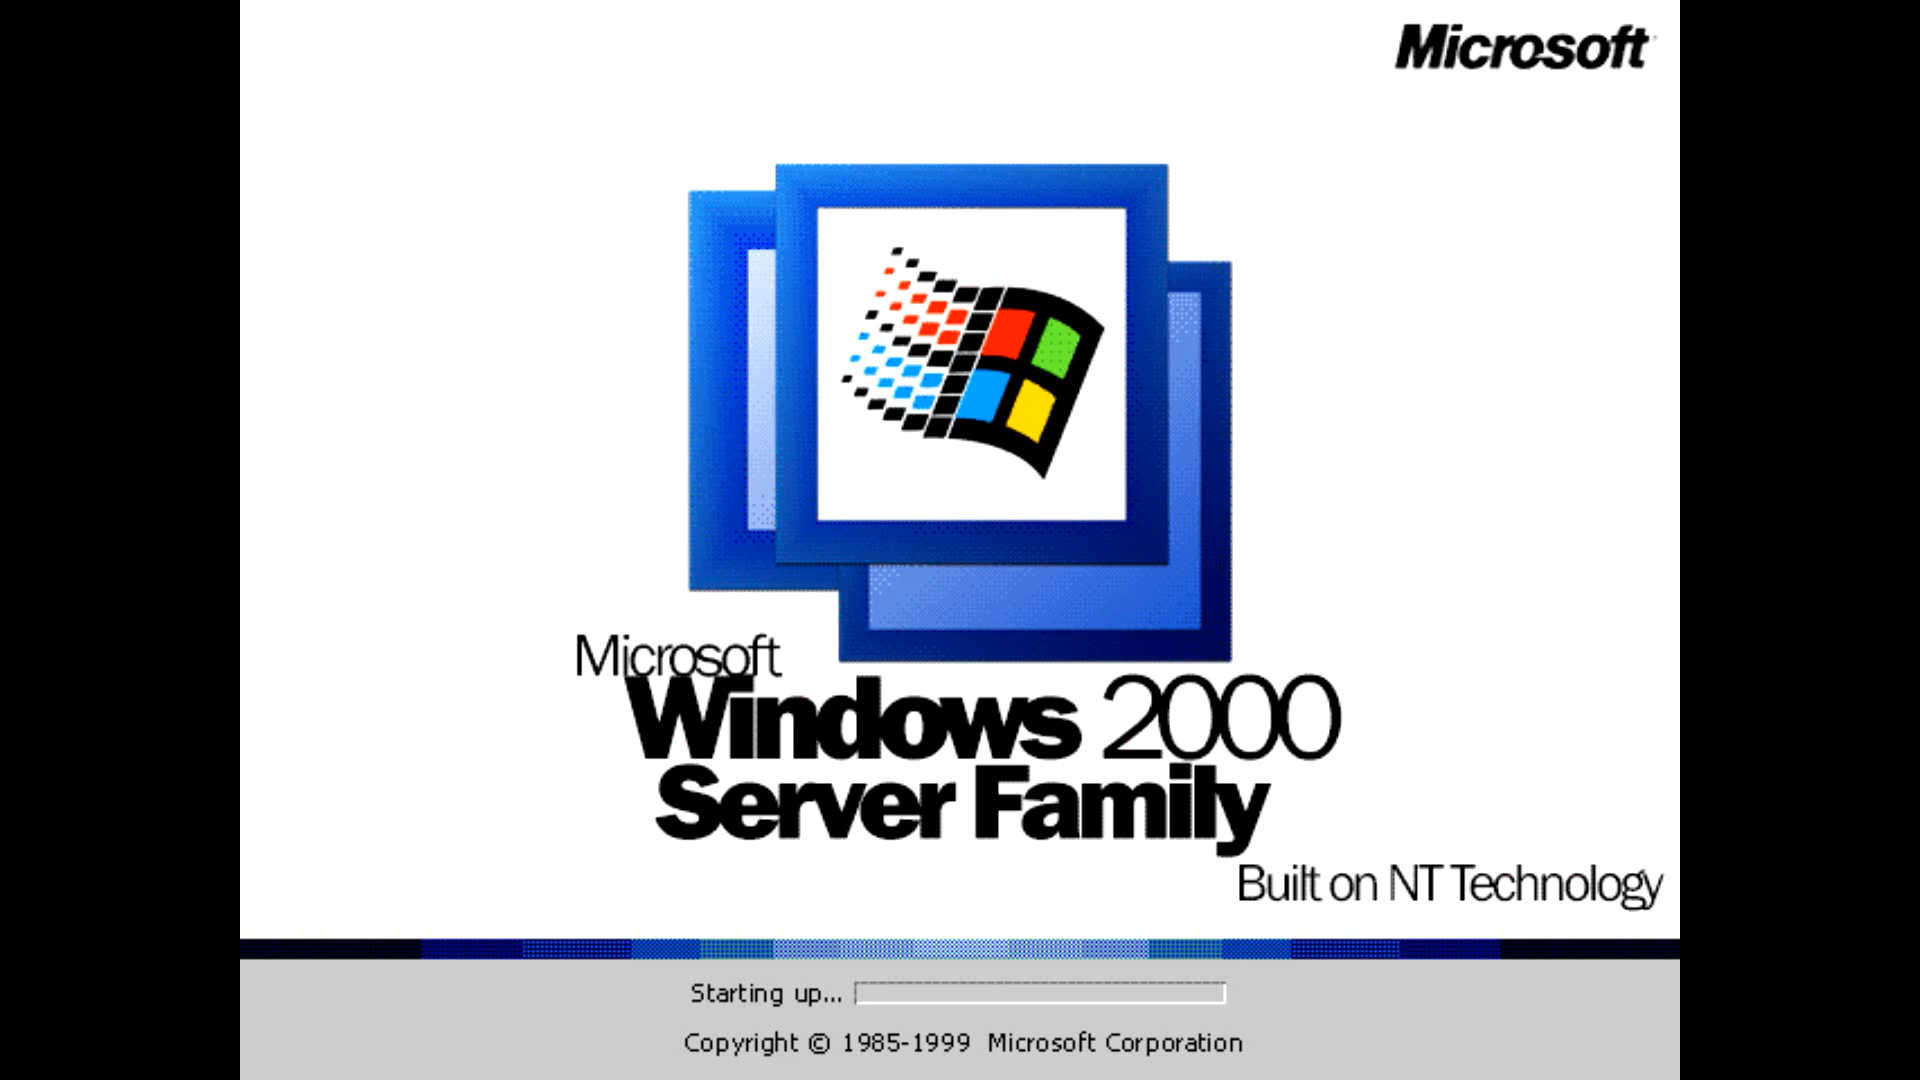 Microsoft
Microsoft
Windows 2000
Server Family
Built on NT Technology
Starting up...
Copyright © 1985-1999  Microsoft Corporation